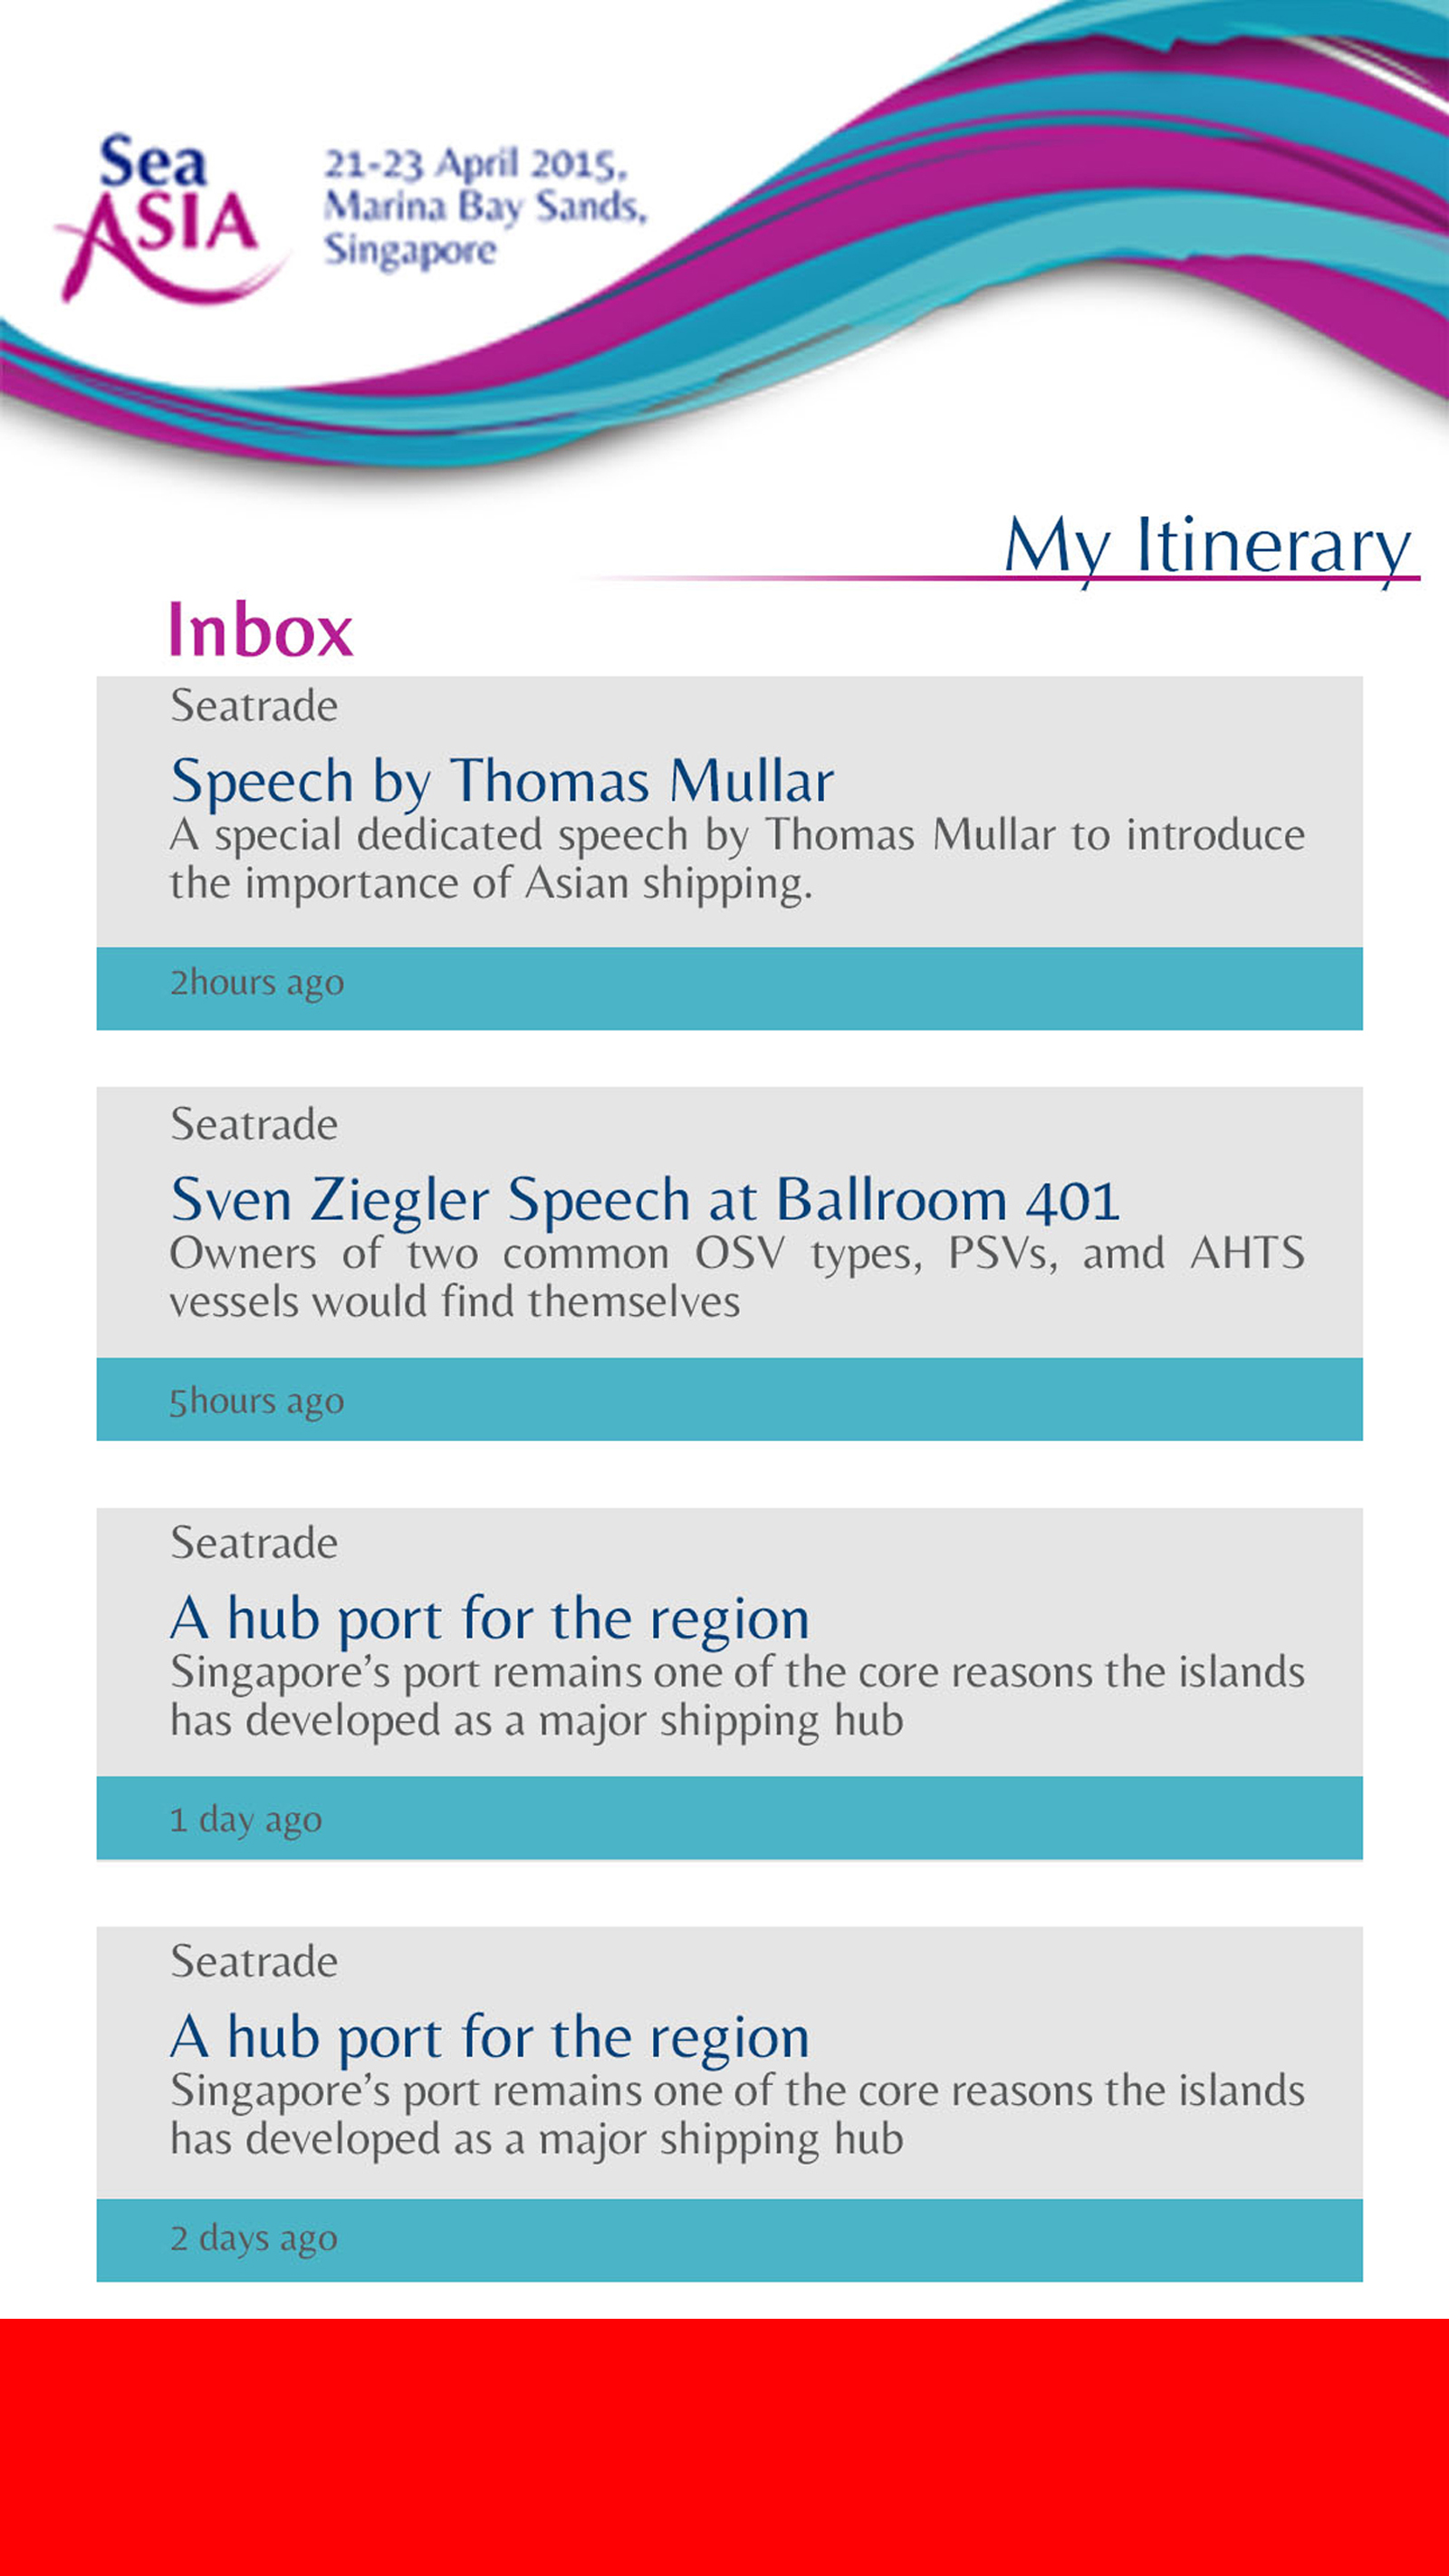 Sea
ASIA
21-23 April 2015,
Marina Bay Sands,
Singapore
My Itinerary
Inbox
Seatrade
Speech by Thomas Mullar
A special dedicated speech by Thomas Mullar to introduce
the importance of Asian shipping.
2hours ago
Seatrade
Sven Ziegler Speech at Ballroom 401
Owners of two common OSV types, PSVs, amd AHTS
vessels would find themselves
5hours ago
Seatrade
A hub port for the region
Singapore’s port remains one of the core reasons the islands
has developed as a major shipping hub
1 day ago
Seatrade
A hub port for the region
Singapore’s port remains one of the core reasons the islands
has developed as a major shipping hub
2 days ago